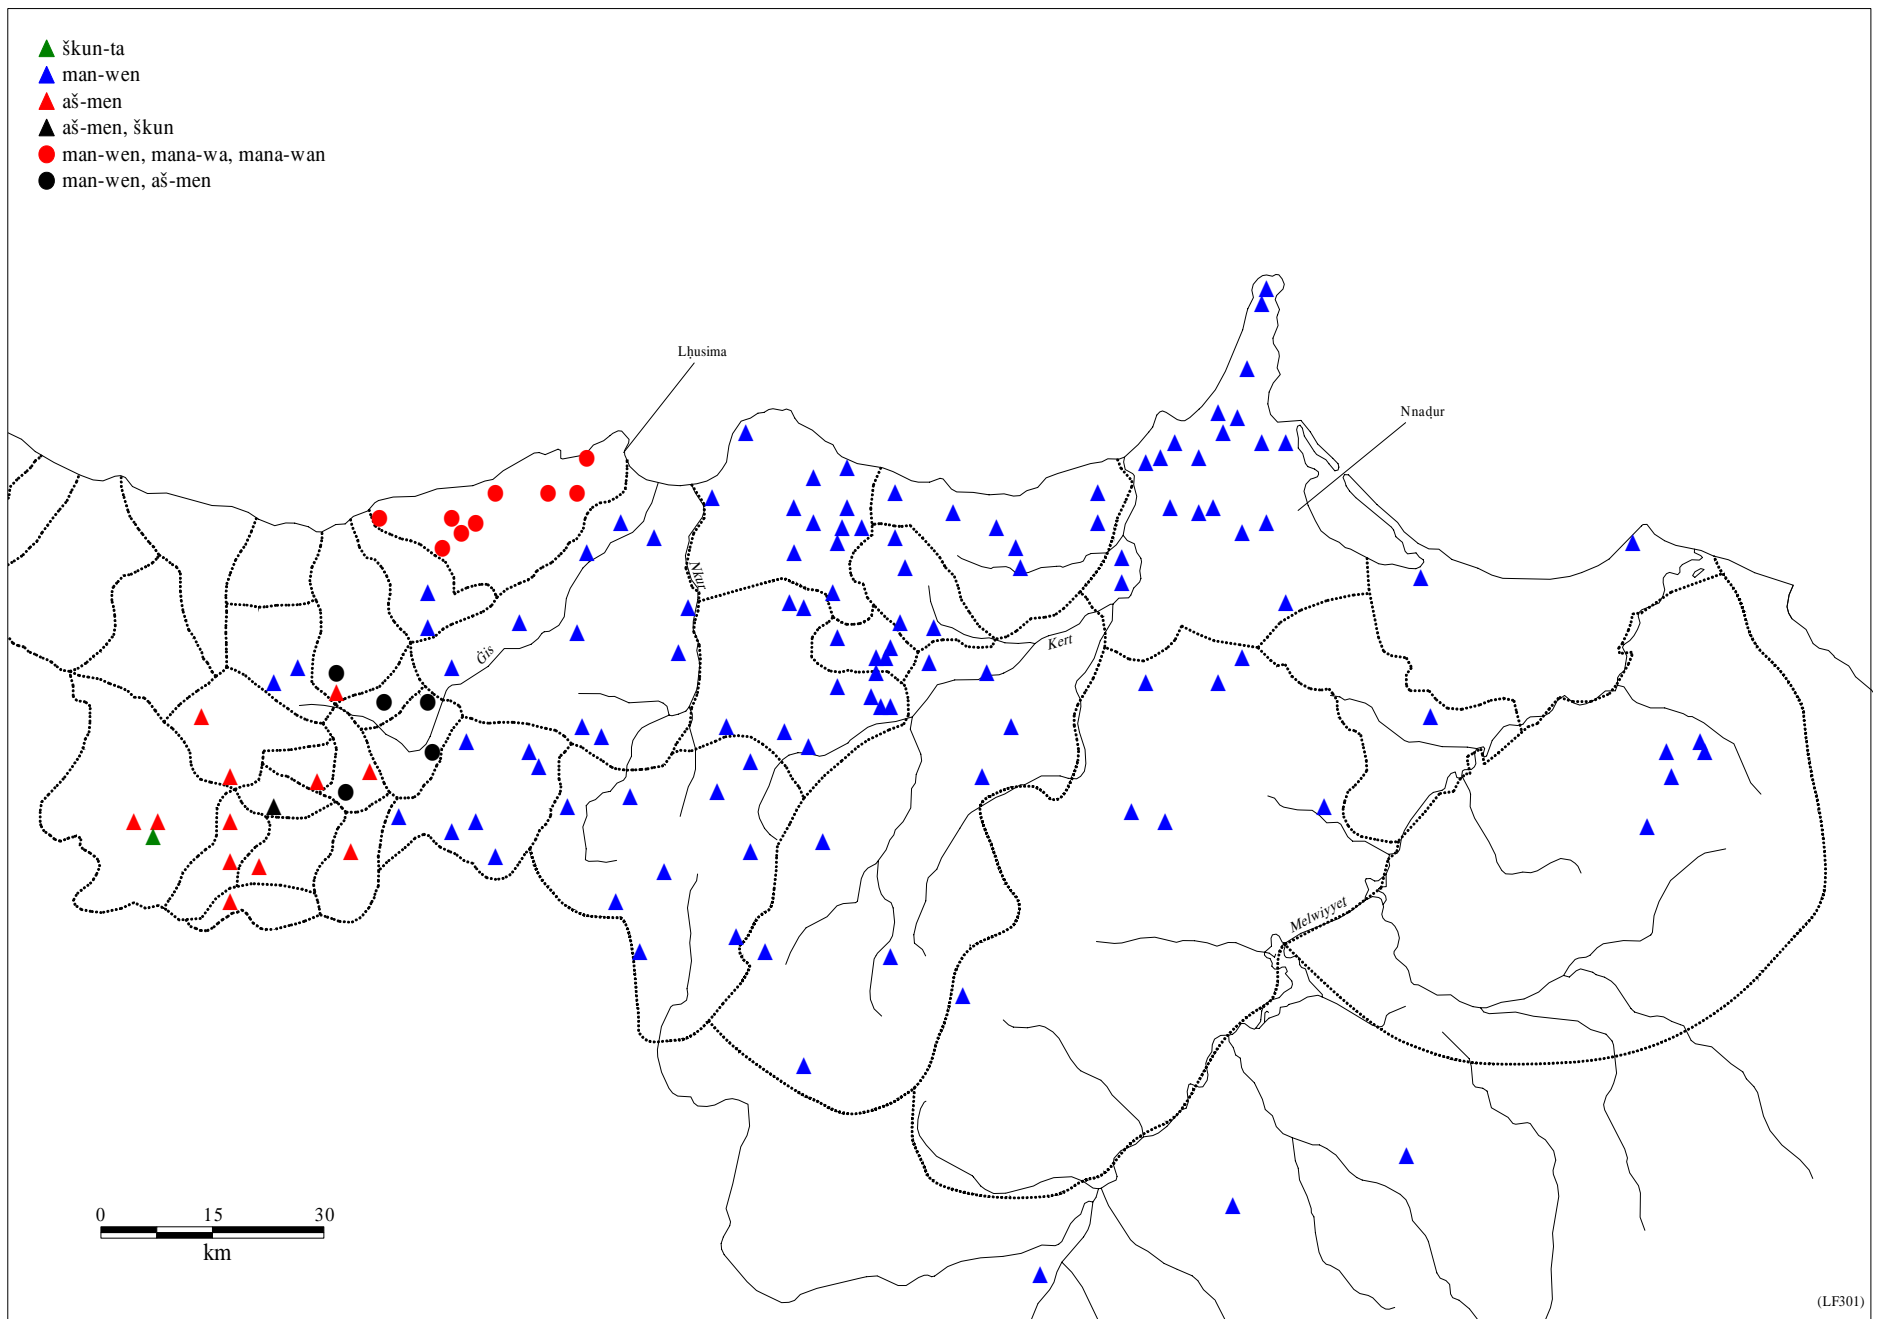 škun-ta
man-wen
aš-men
aš-men, škun
man-wen, mana-wa, mana-wan
man-wen, aš-men
Lḥusima
Nnaḍur
Nkur
Ġis
Kert
Melwiyyet
0 15 30
km
(LF301)